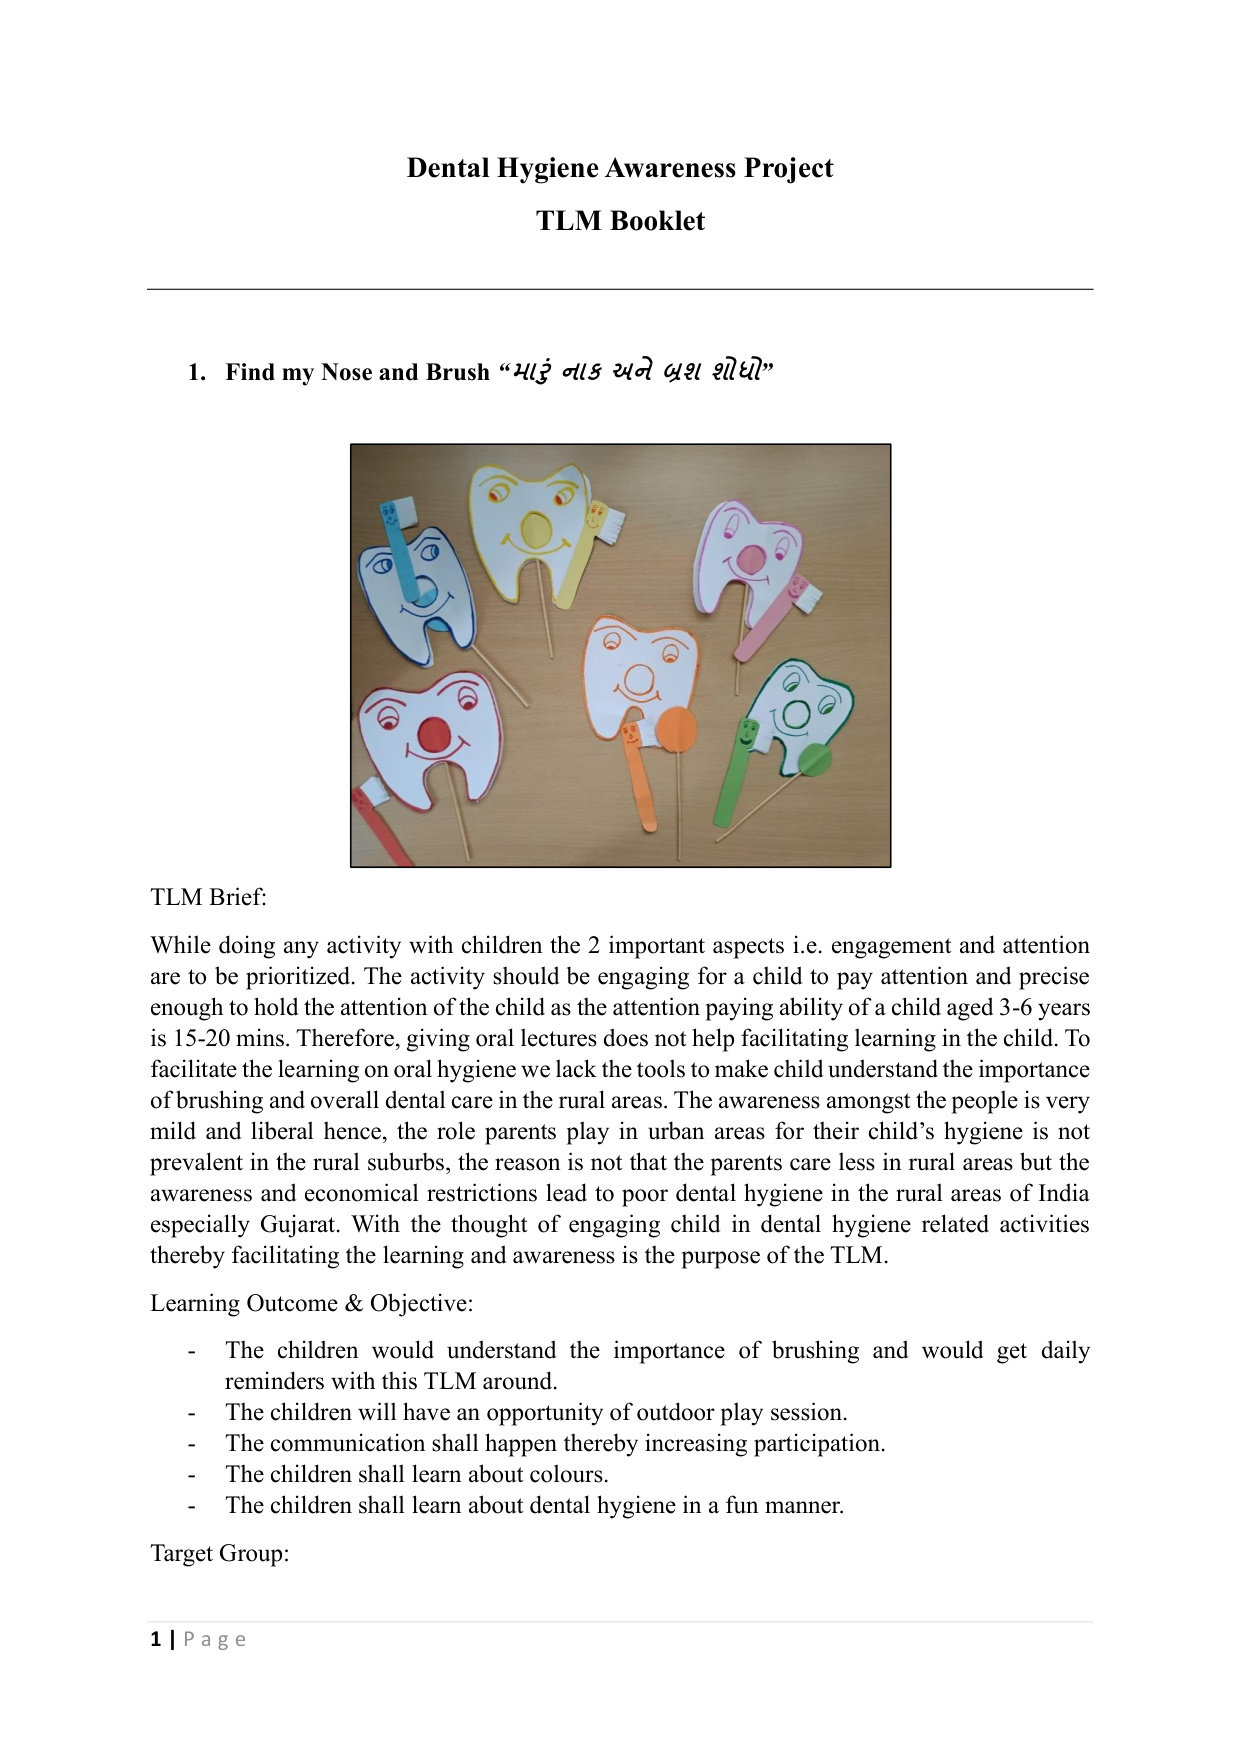 Dental Hygiene Awareness Project
TLM Booklet
1. Find my Nose and Brush “મારું નાક અને બ્રશ શોધો”
TLM Brief:
While doing any activity with children the 2 important aspects i.e. engagement and attention
are to be prioritized. The activity should be engaging for a child to pay attention and precise
enough to hold the attention of the child as the attention paying ability of a child aged 3-6 years
is 15-20 mins. Therefore, giving oral lectures does not help facilitating learning in the child. To
facilitate the learning on oral hygiene we lack the tools to make child understand the importance
of brushing and overall dental care in the rural areas. The awareness amongst the people is very
mild and liberal hence, the role parents play in urban areas for their child’s hygiene is not
prevalent in the rural suburbs, the reason is not that the parents care less in rural areas but the
awareness and economical restrictions lead to poor dental hygiene in the rural areas of India
especially Gujarat. With the thought of engaging child in dental hygiene related activities
thereby facilitating the learning and awareness is the purpose of the TLM.
Learning Outcome & Objective:
- The children would understand the importance of brushing and would get daily
reminders with this TLM around.
- The children will have an opportunity of outdoor play session.
- The communication shall happen thereby increasing participation.
- The children shall learn about colours.
- The children shall learn about dental hygiene in a fun manner.
Target Group:
1 | Page